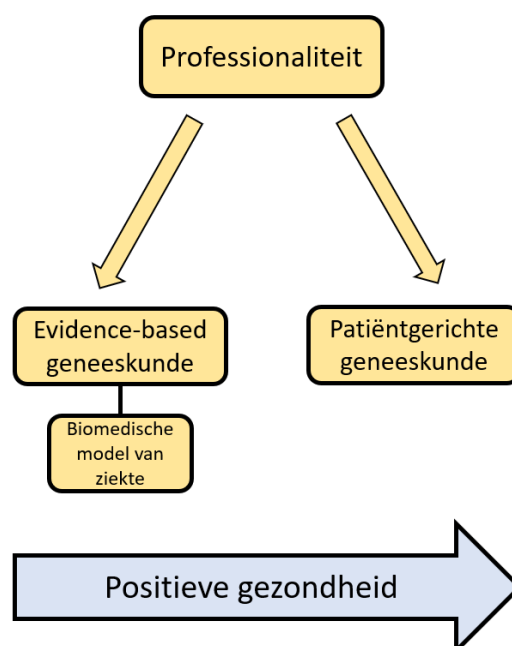 Professionaliteit
Evidence-based
geneeskunde
Patiëntgerichte
geneeskunde
Biomedische
model van
ziekte
Positieve gezondheid